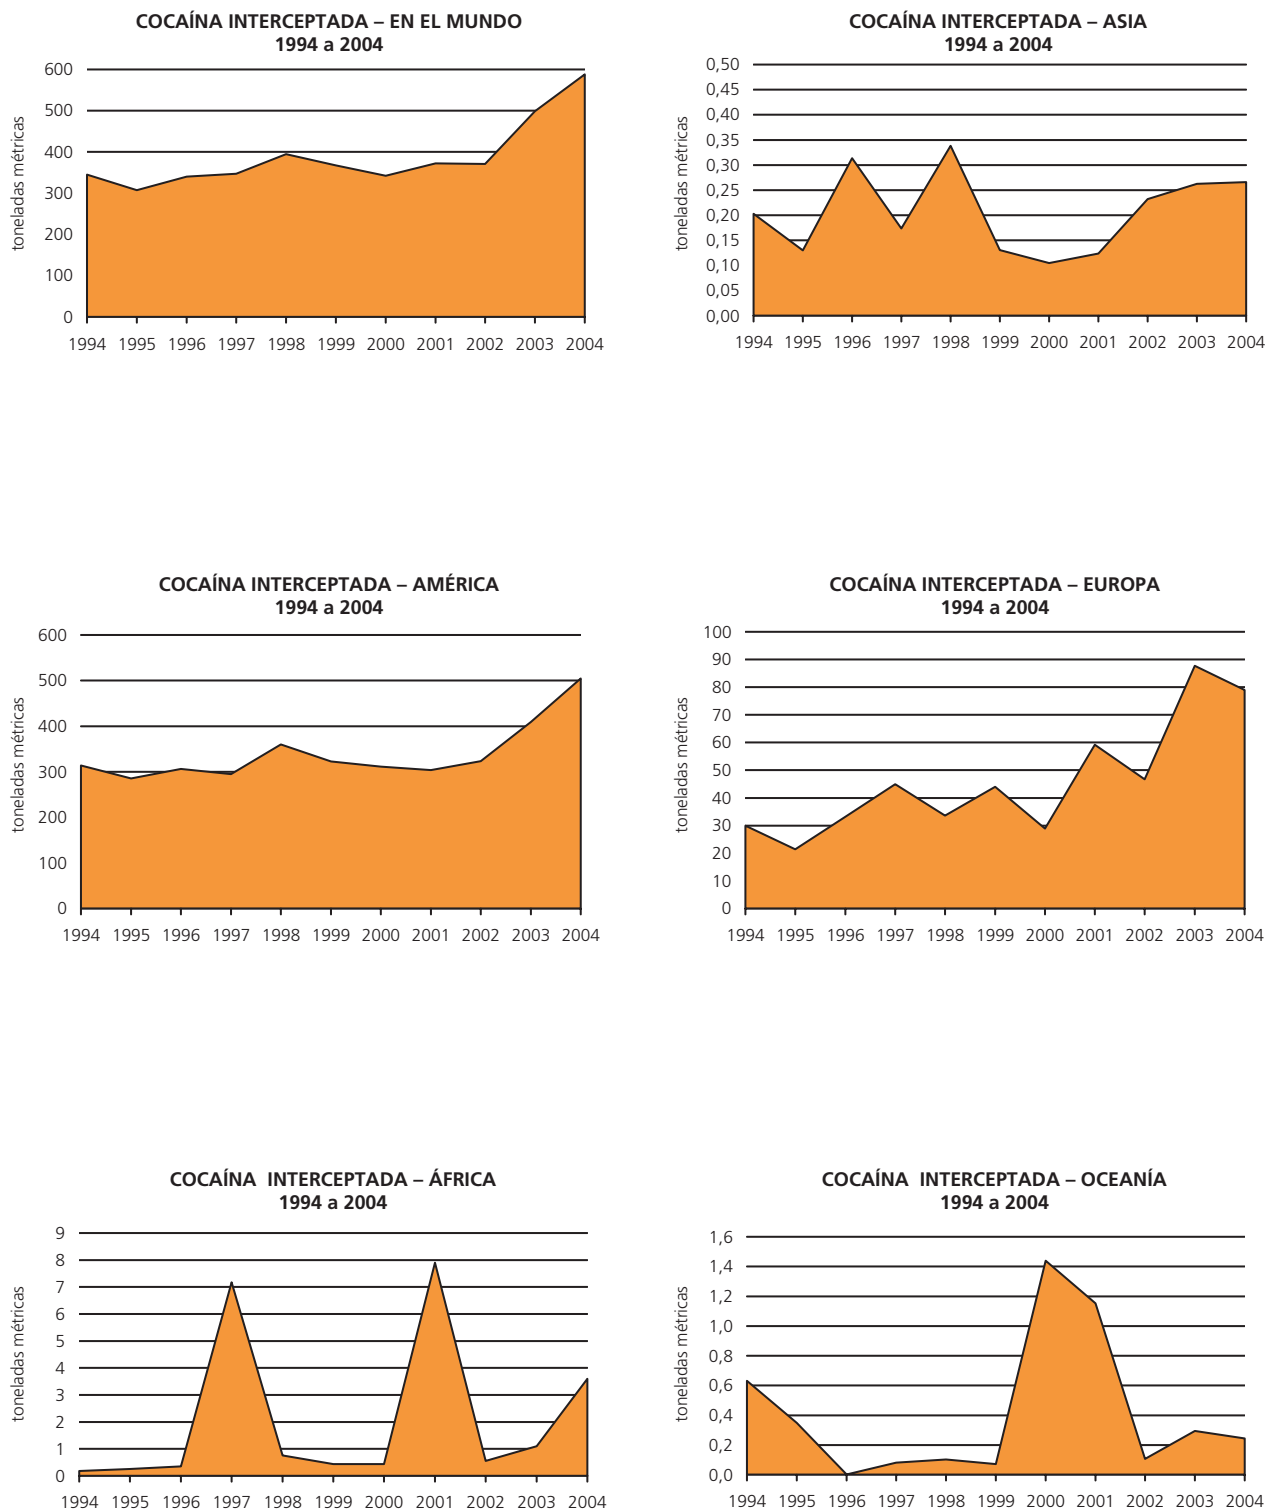 COCAÍNA INTERCEPTADA – EN EL MUNDO
1994 a 2004
toneladas métricas
600
500
400
300
200
100
0
1994 1995 1996 1997 1998 1999 2000 2001 2002 2003 2004
COCAÍNA INTERCEPTADA – ASIA
1994 a 2004
toneladas métricas
0,50
0,45
0,40
0,35
0,30
0,25
0,20
0,15
0,10
0,05
0,00
1994 1995 1996 1997 1998 1999 2000 2001 2002 2003 2004
COCAÍNA INTERCEPTADA – AMÉRICA
1994 a 2004
toneladas métricas
600
500
400
300
200
100
0
1994 1995 1996 1997 1998 1999 2000 2001 2002 2003 2004
COCAÍNA INTERCEPTADA – EUROPA
1994 a 2004
toneladas métricas
100
90
80
70
60
50
40
30
20
10
0
1994 1995 1996 1997 1998 1999 2000 2001 2002 2003 2004
COCAÍNA INTERCEPTADA – ÁFRICA
1994 a 2004
toneladas métricas
9
8
7
6
5
4
3
2
1
0
1994 1995 1996 1997 1998 1999 2000 2001 2002 2003 2004
COCAÍNA INTERCEPTADA – OCEANÍA
1994 a 2004
toneladas métricas
1,6
1,4
1,2
1,0
0,8
0,6
0,4
0,2
0,0
1994 1995 1996 1997 1998 1999 2000 2001 2002 2003 2004